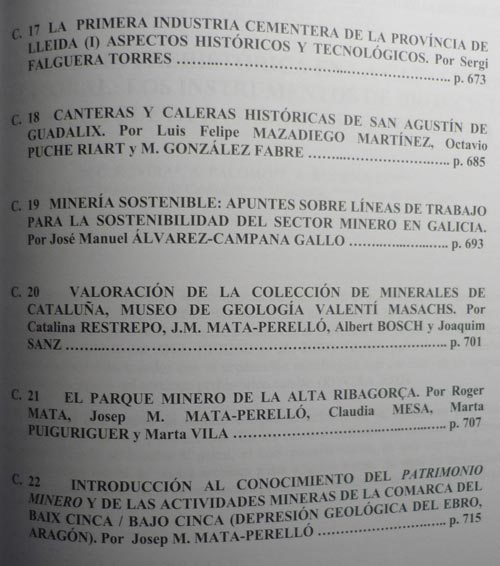 C. 17 LA PRIMERA INDUSTRIA CEMENTERA DE LA PROVÍNCIA DE
LLEIDA (I) ASPECTOS HISTÓRICOS Y TECNOLÓGICOS. Por Sergi
FALGUERA TORRES ........................................................ p. 673
C. 18 CANTERAS Y CALERAS HISTÓRICAS DE SAN AGUSTÍN DE
GUADALIX. Por Luis Felipe MAZADIEGO MARTÍNEZ, Octavio
PUCHE RIART y M. GONZÁLEZ FABRE .............................. p. 685
C. 19 MINERÍA SOSTENIBLE: APUNTES SOBRE LÍNEAS DE TRABAJO
PARA LA SOSTENIBILIDAD DEL SECTOR MINERO EN GALICIA.
Por José Manuel ÁLVAREZ-CAMPANA GALLO ..................... p. 693
C. 20 VALORACIÓN DE LA COLECCIÓN DE MINERALES DE
CATALUÑA, MUSEO DE GEOLOGÍA VALENTÍ MASACHS. Por
Catalina RESTREPO, J.M. MATA-PERELLÓ, Albert BOSCH y Joaquim
SANZ ........................................................................ p. 701
C. 21 EL PARQUE MINERO DE LA ALTA RIBAGORÇA. Por Roger
MATA, Josep M. MATA-PERELLÓ, Claudia MESA, Marta
PUIGURIGUER y Marta VILA ............................................ p. 707
C. 22 INTRODUCCIÓN AL CONOCIMIENTO DEL PATRIMONIO
MINERO Y DE LAS ACTIVIDADES MINERAS DE LA COMARCA DEL
BAIX CINCA / BAJO CINCA (DEPRESIÓN GEOLÓGICA DEL EBRO,
ARAGÓN). Por Josep M. MATA-PERELLÓ ........................... p. 715